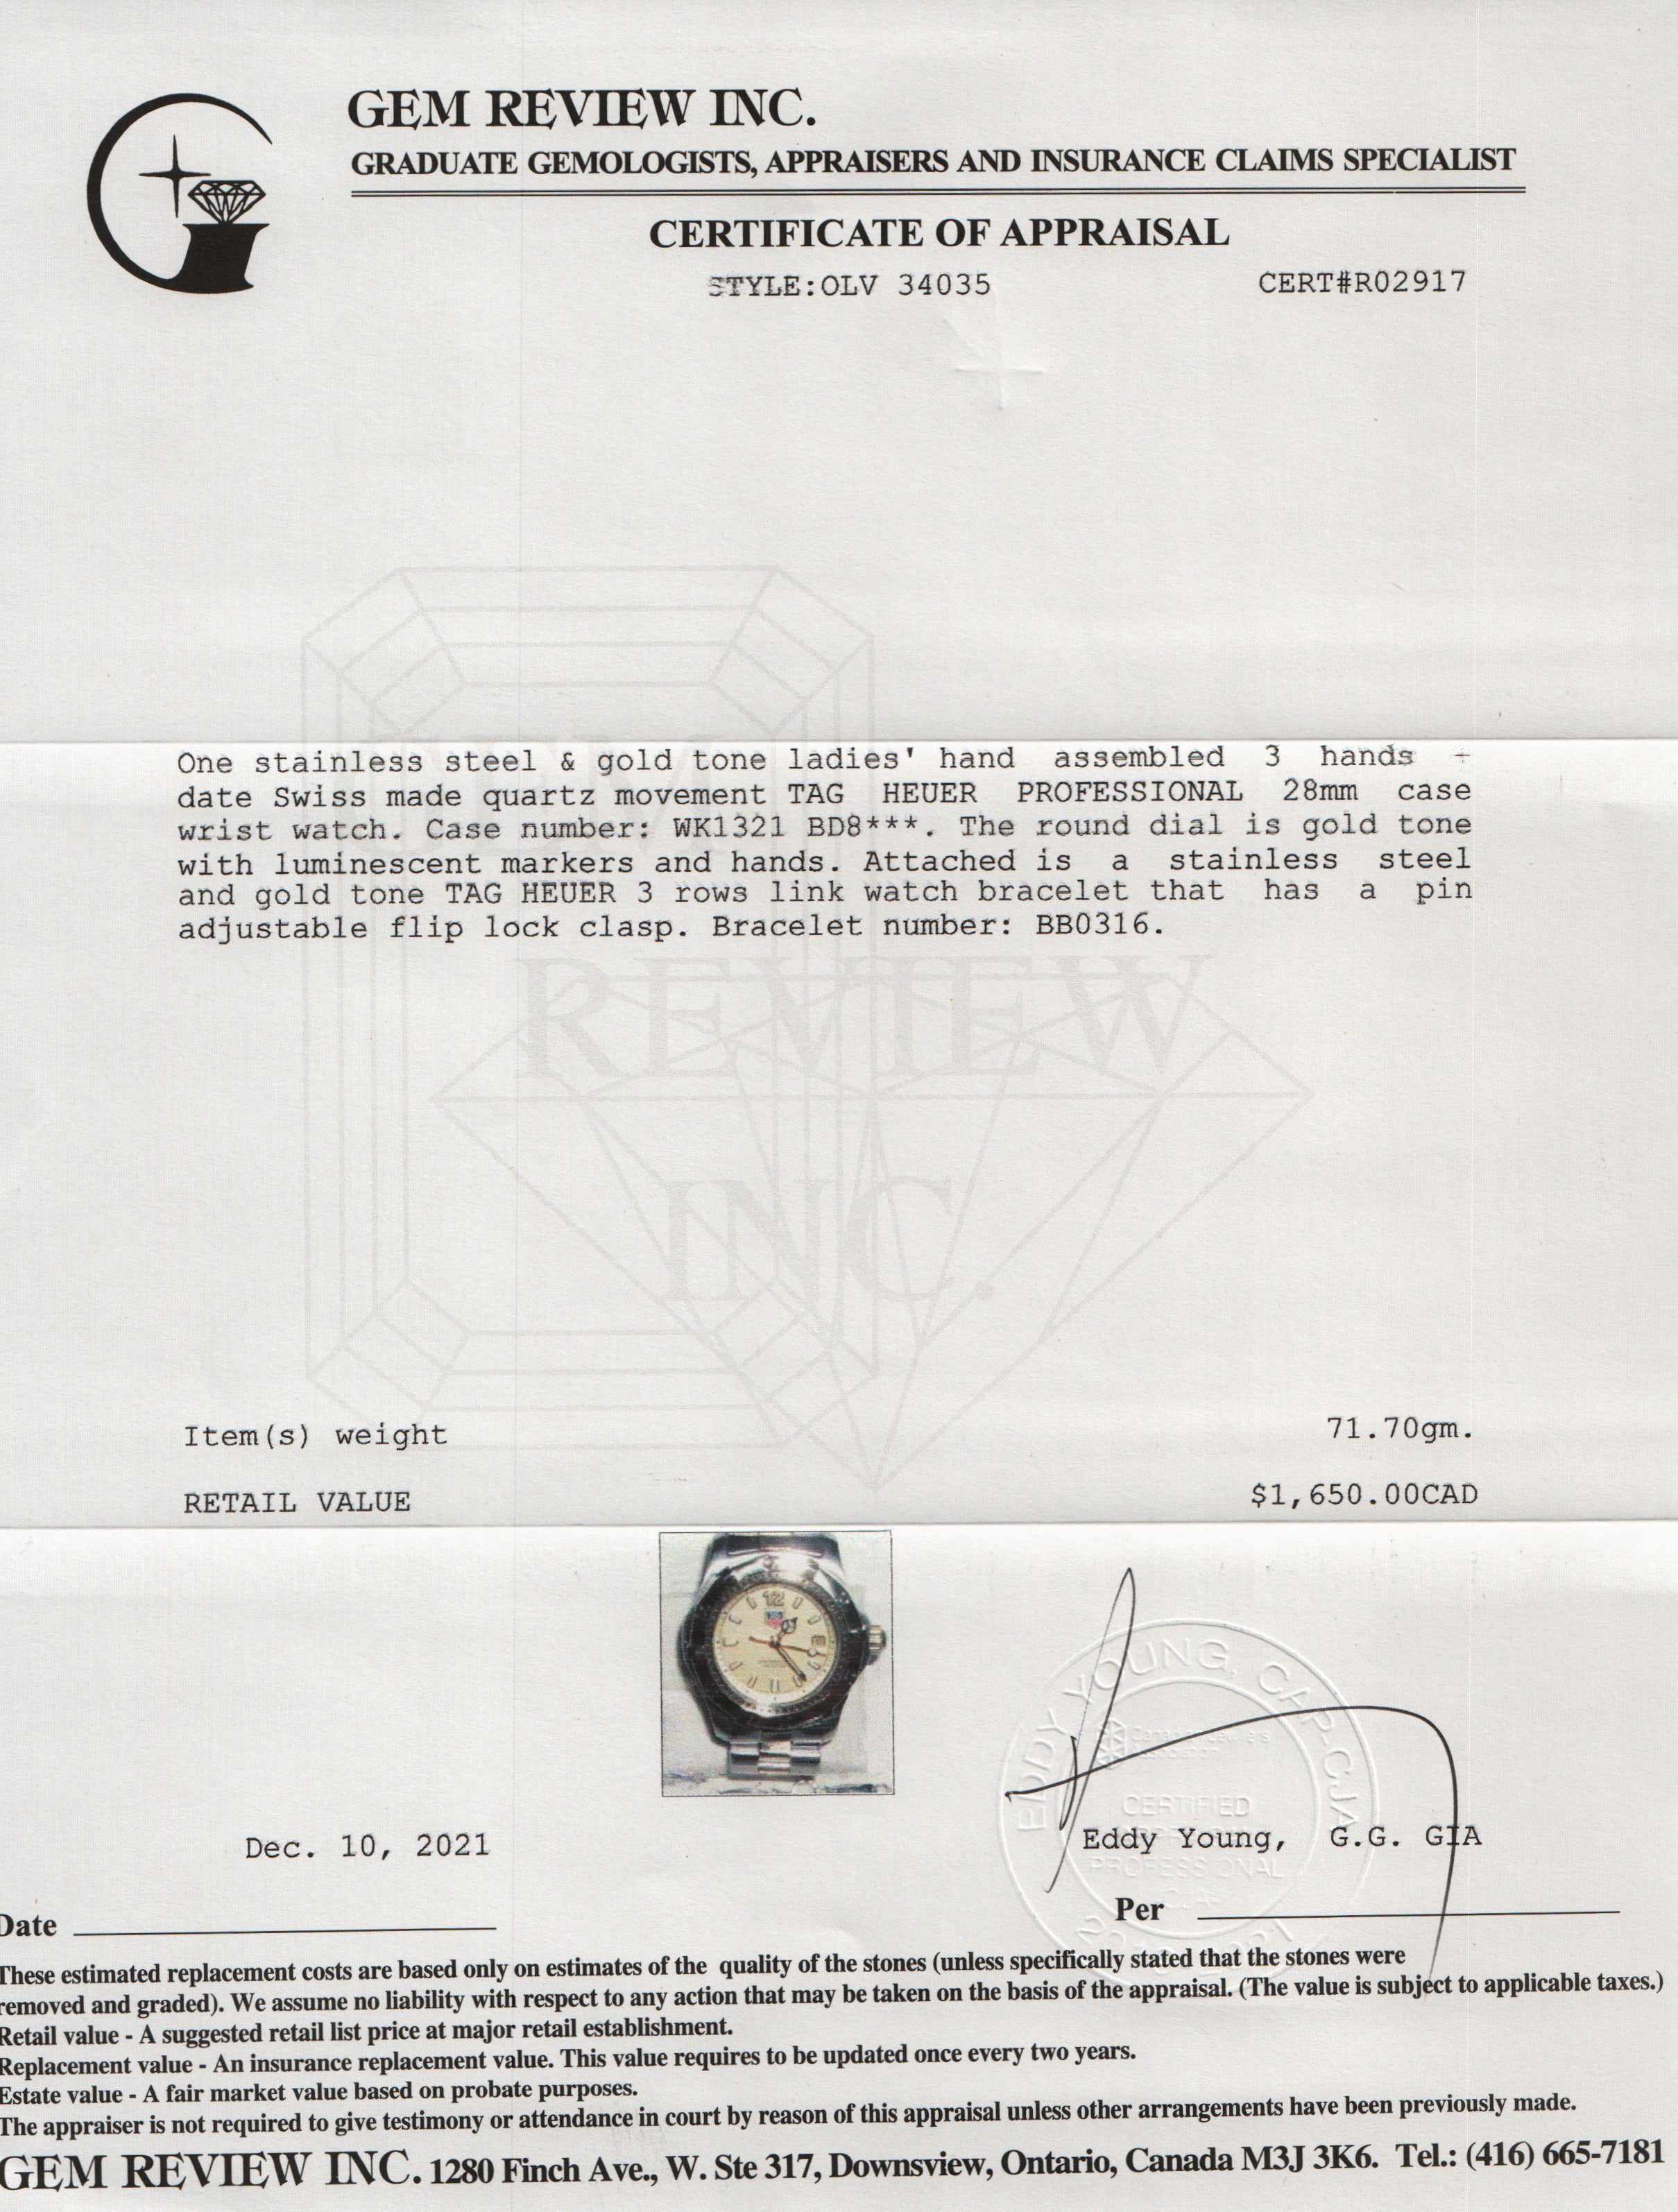 GEM REVIEW INC.
GRADUATE GEMOLOGISTS, APPRAISERS AND INSURANCE CLAIMS SPECIALIST
CERTIFICATE OF APPRAISAL
STYLE:OLV 34035 CERT#R02917
One stainless steel & gold tone ladies' hand assembled 3 hands -
date Swiss made quartz movement TAG HEUER PROFESSIONAL 28mm case
wrist watch. Case number: WK1321 BD8***. The round dial is gold tone
with luminescent markers and hands. Attached is a stainless steel
and gold tone TAG HEUER 3 rows link watch bracelet that has a pin
adjustable flip lock clasp. Bracelet number: BB0316.
REVIEW
INC.
Item(s) weight 71.70gm.
RETAIL VALUE $1,650.00CAD
12
EDDY YOUNG, CAP-CJA
CERTIFIED
PROFESSIONAL
Dec. 10, 2021
Eddy Young, G.G. GIA
Date
Per
These estimated replacement costs are based only on estimates of the quality of the stones (unless specifically stated that the stones were
removed and graded). We assume no liability with respect to any action that may be taken on the basis of the appraisal. (The value is subject to applicable taxes.)
Retail value - A suggested retail list price at major retail establishment.
Replacement value - An insurance replacement value. This value requires to be updated once every two years.
Estate value - A fair market value based on probate purposes.
The appraiser is not required to give testimony or attendance in court by reason of this appraisal unless other arrangements have been previously made.
GEM REVIEW INC. 1280 Finch Ave., W. Ste 317, Downsview, Ontario, Canada M3J 3K6. Tel.: (416) 665-7181